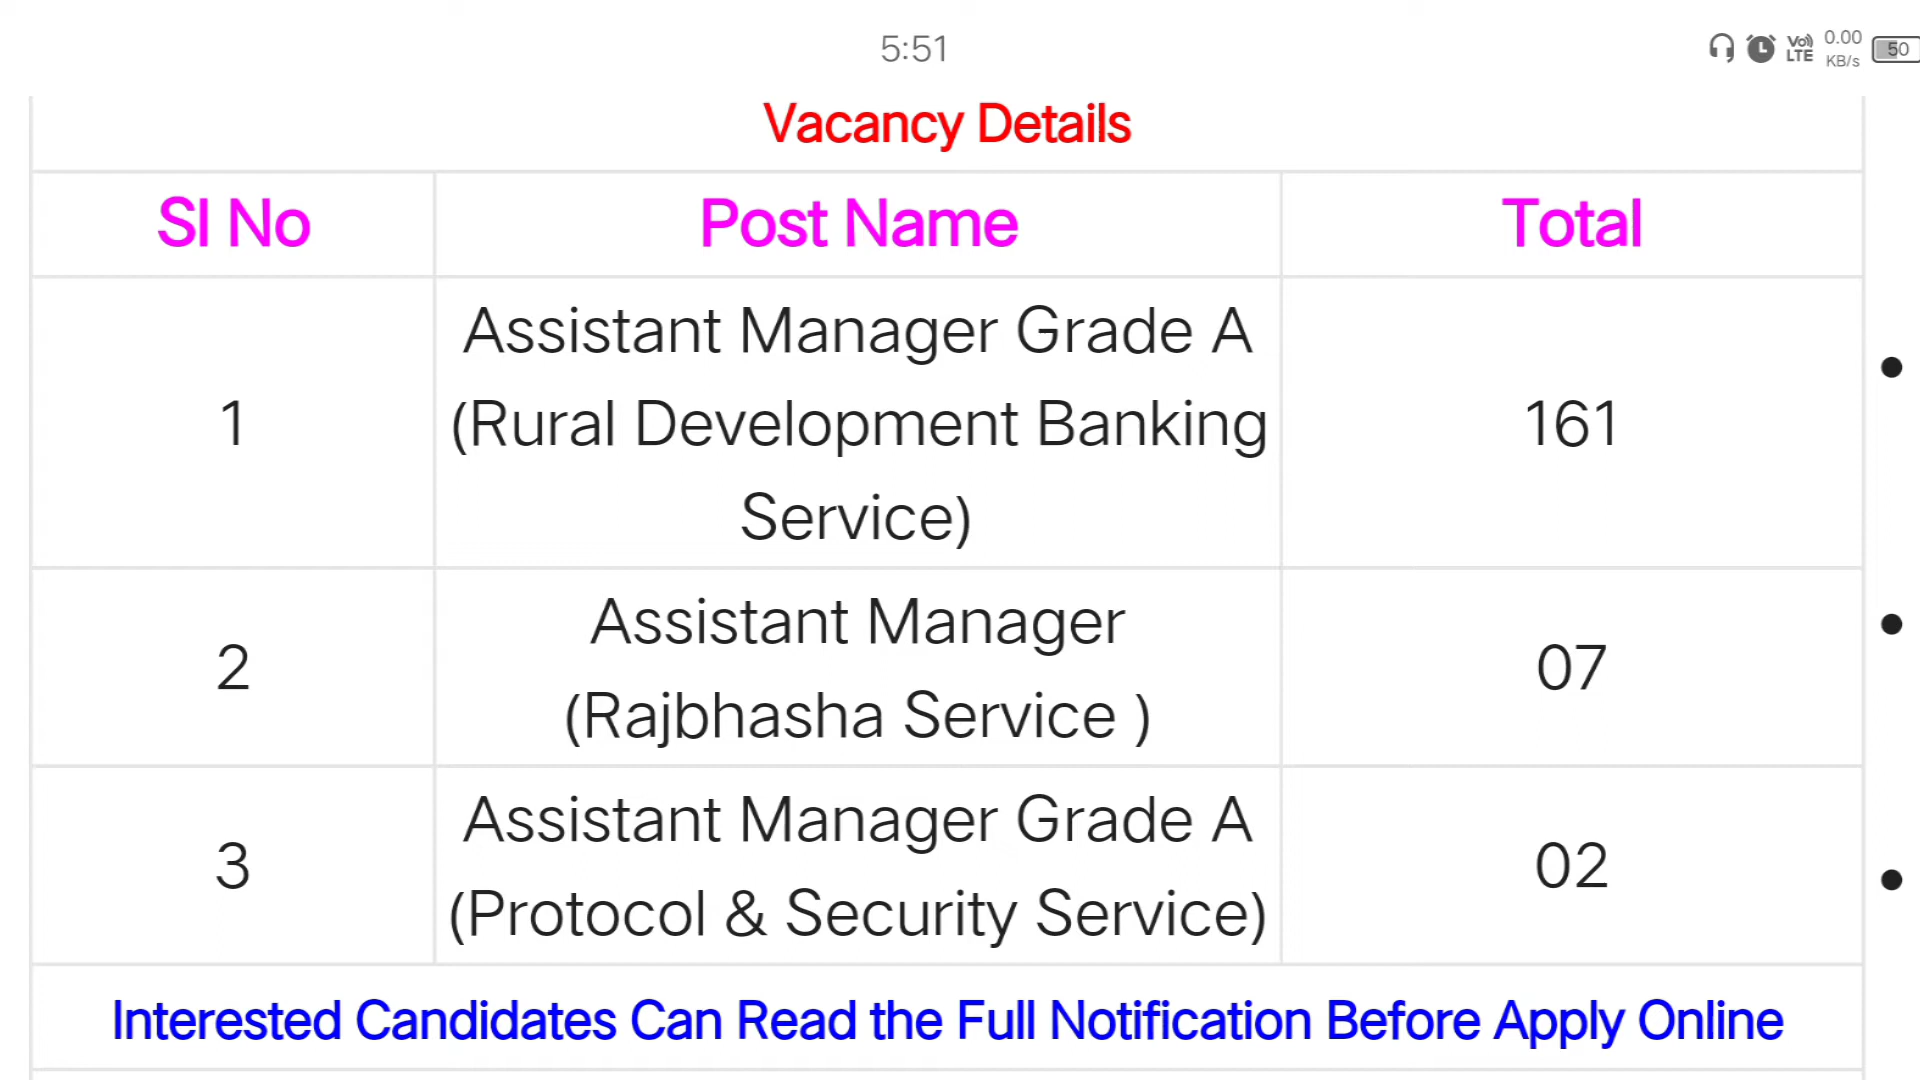 5:51
Vo)) LTE 0.00 KB/s 50
Vacancy Details
Sl No Post Name Total
Assistant Manager Grade A
1 (Rural Development Banking 161
Service)
Assistant Manager
2 07
(Rajbhasha Service )
Assistant Manager Grade A
3 02
(Protocol & Security Service)
Interested Candidates Can Read the Full Notification Before Apply Online